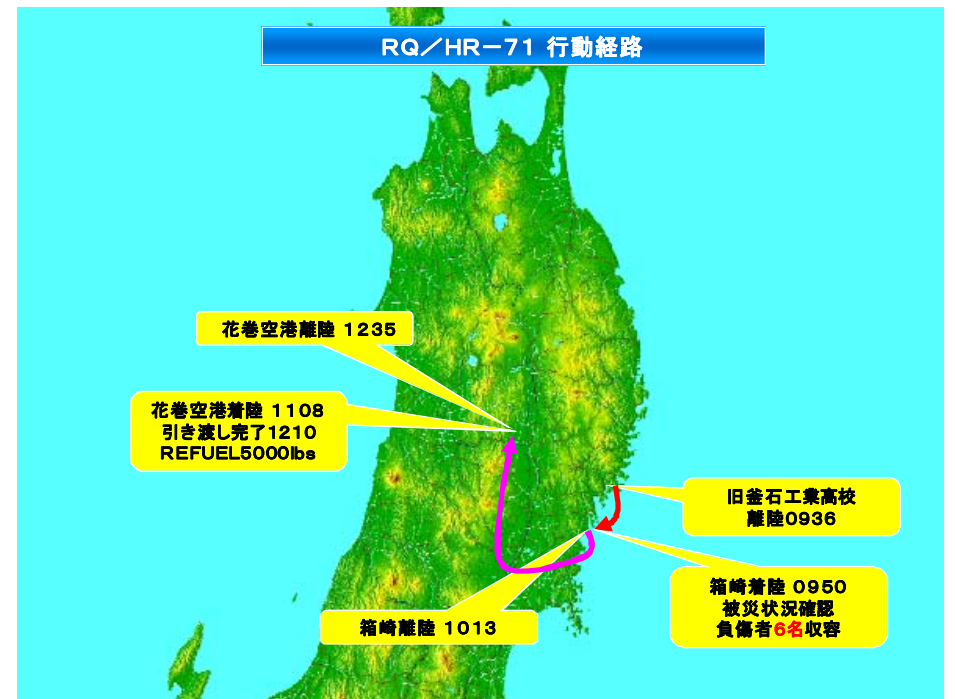 ＲＱ／ＨＲ－７１ 行動経路
花巻空港離陸 １２３５
花巻空港着陸 １１０８
引き渡し完了１２１０
ＲＥＦＵＥＬ５０００ｌｂｓ
旧釜石工業高校
離陸０９３６
箱崎着陸 ０９５０
被災状況確認
負傷者６名収容
箱崎離陸 １０１３